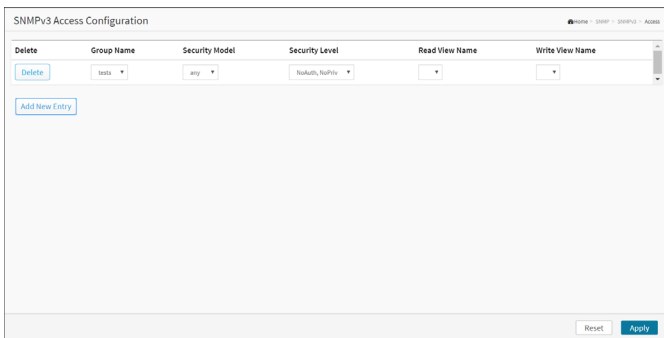 SNMPv3 Access Configuration
Home > SNMP > SNMPv3 > Access
Delete Group Name Security Model Security Level Read View Name Write View Name
Delete tests any NoAuth, NoPriv
Add New Entry
Reset Apply